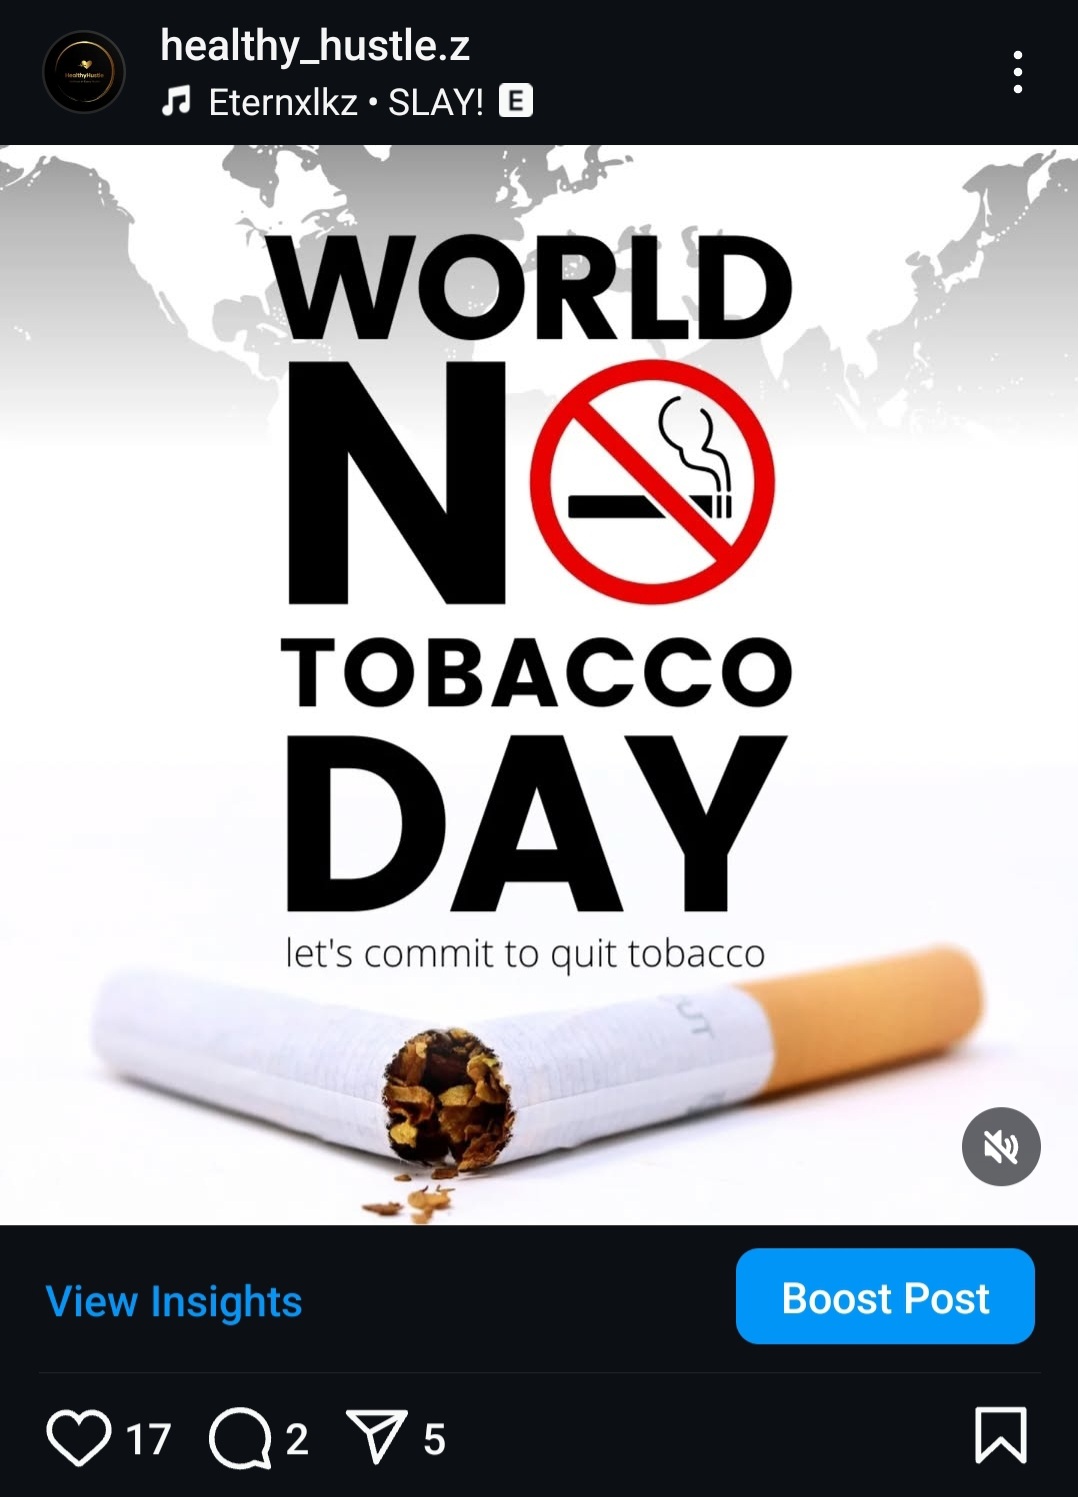 healthy_hustle.z
HealthyHustle
Eternxlkz • SLAY! E
WORLD
NO
TOBACCO
DAY
let's commit to quit tobacco
View Insights
Boost Post
17 2 5